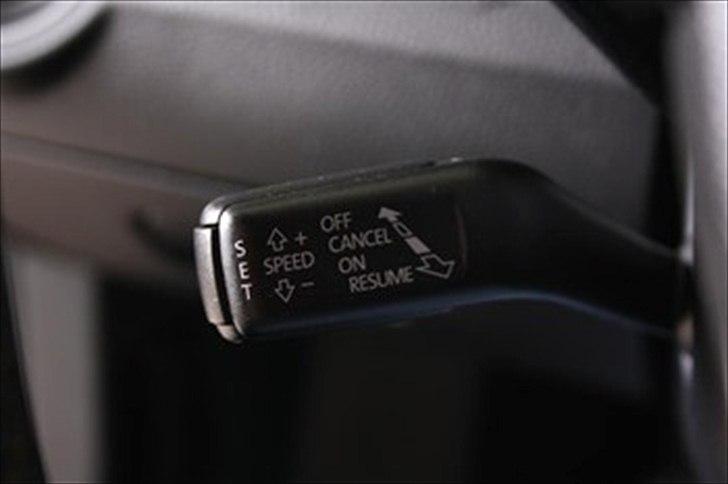 SET
+
SPEED
-
OFF
CANCEL
ON
RESUME